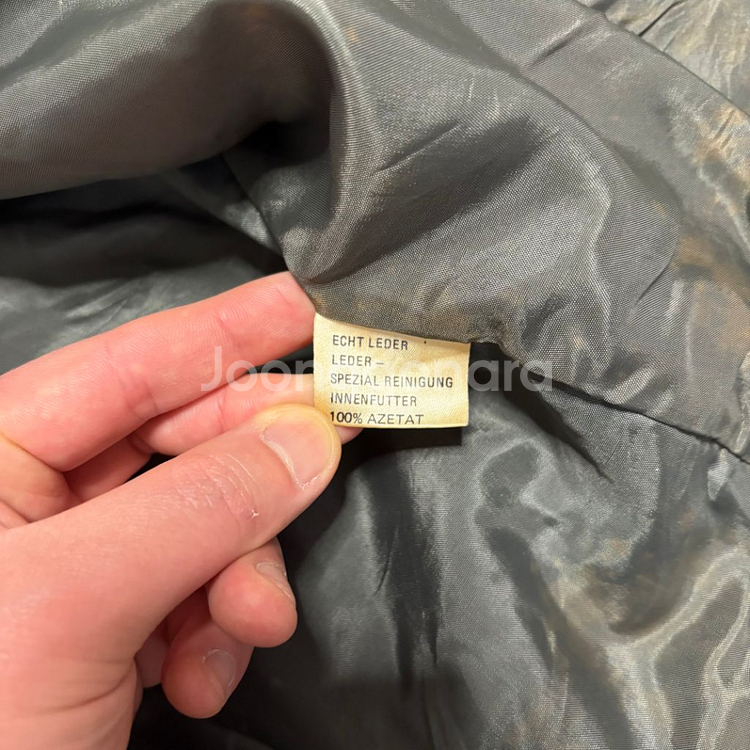 ECHT LEDER
LEDER
SPEZIAL REINIGUNG
INNENFUTTER
100% AZETAT